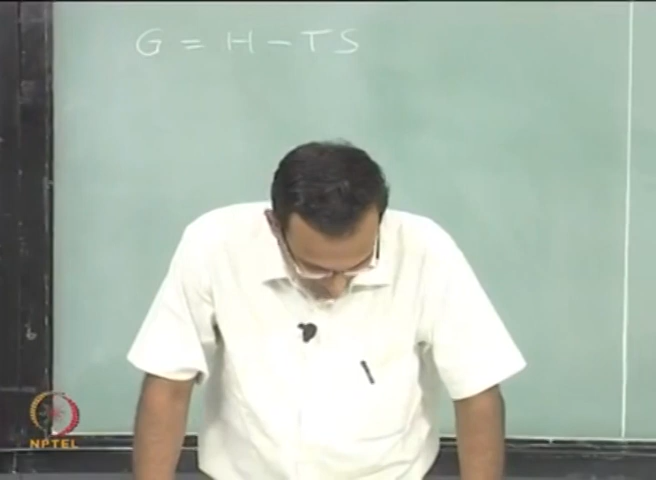 G = H - TS
NPTEL